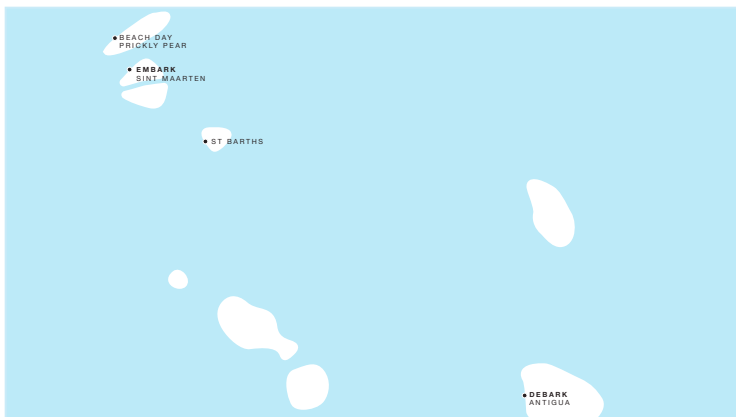 BEACH DAY
PRICKLY PEAR
EMBARK
SINT MAARTEN
ST BARTHS
DEBARK
ANTIGUA